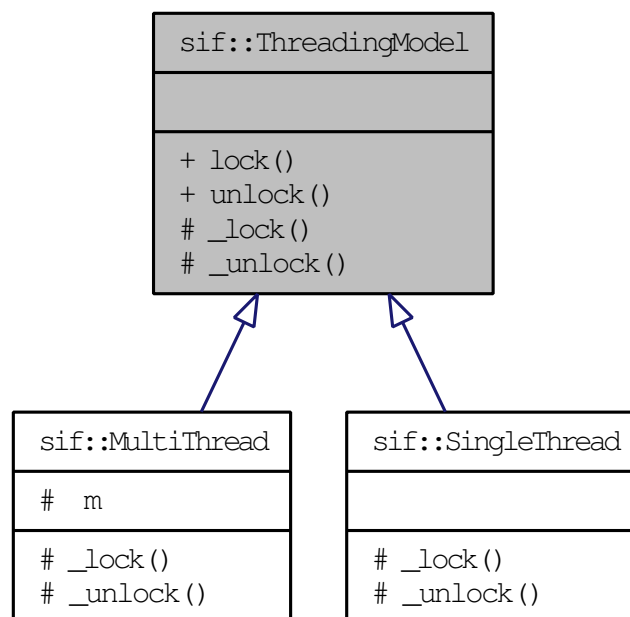 sif::ThreadingModel
+ lock()
+ unlock()
# _lock()
# _unlock()
sif::MultiThread
# m
# _lock()
# _unlock()
sif::SingleThread
# _lock()
# _unlock()